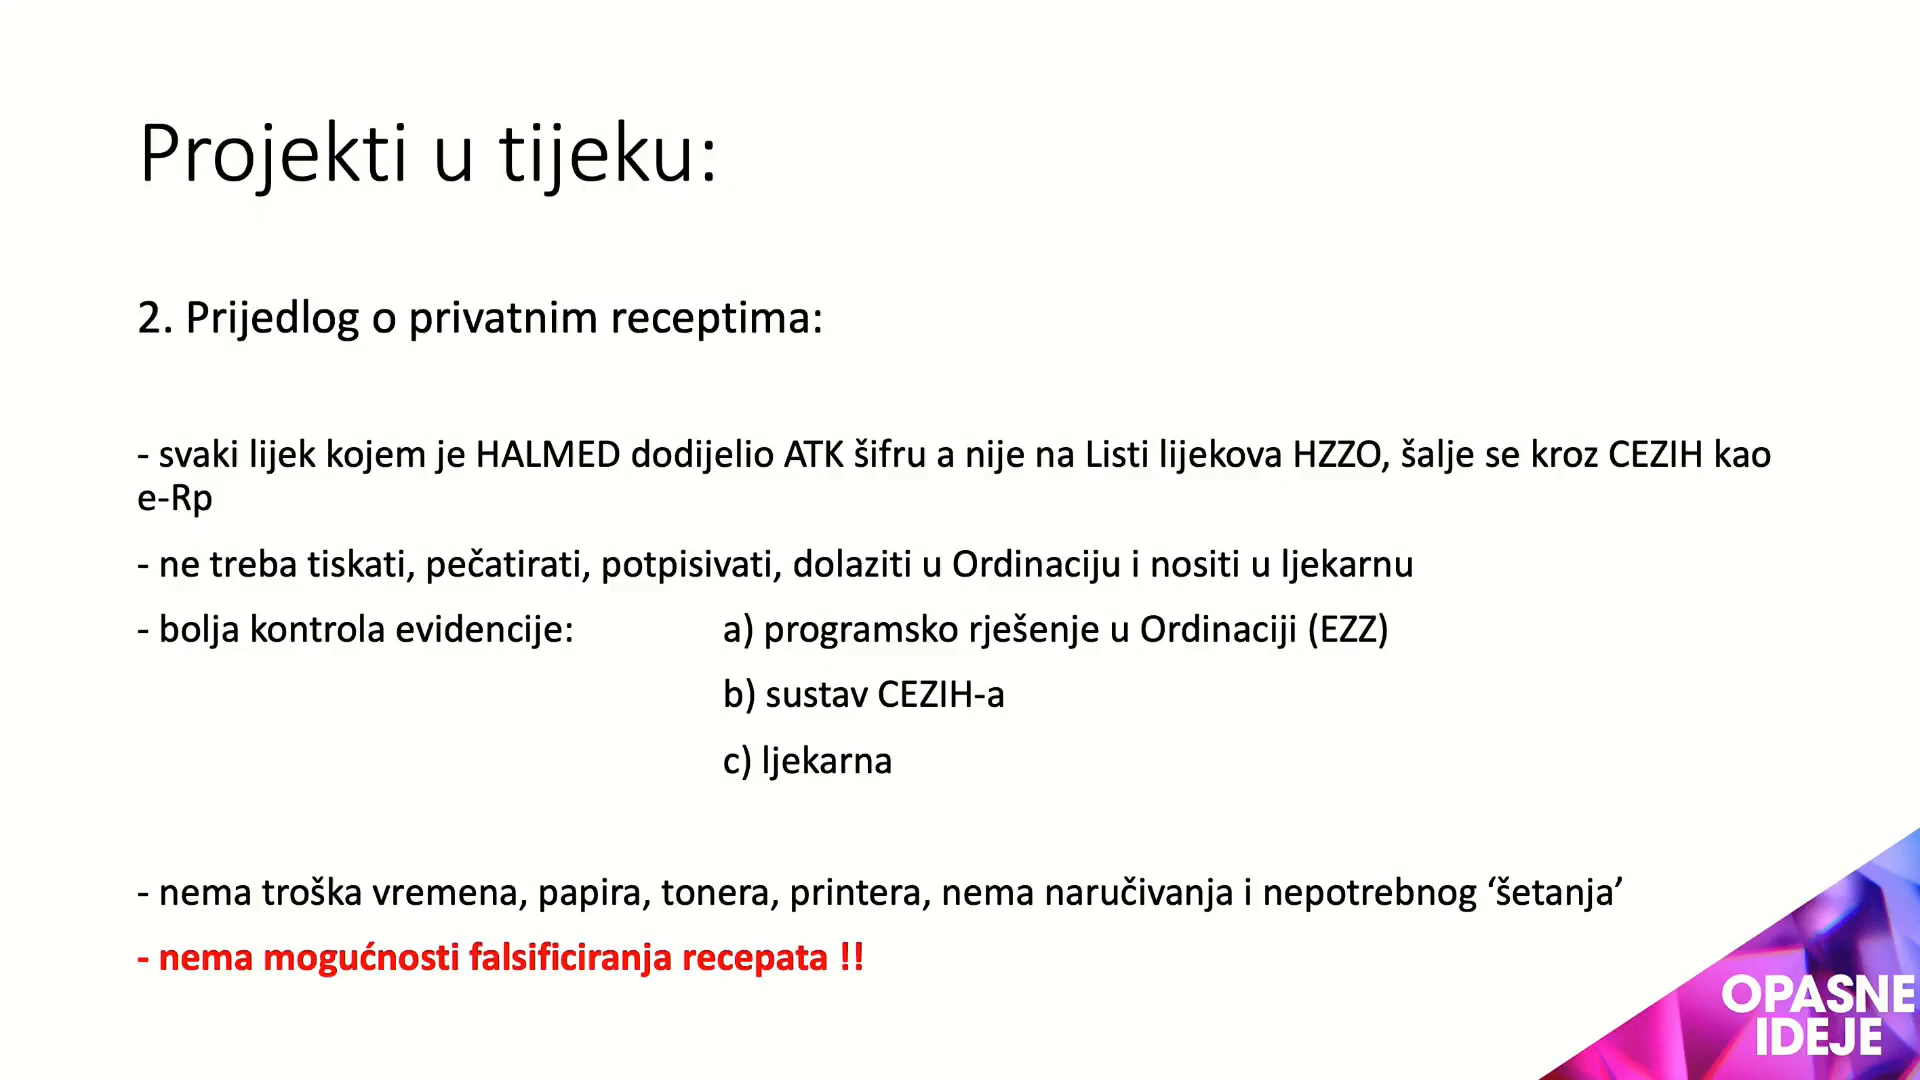 Projekti u tijeku:
2. Prijedlog o privatnim receptima:
- svaki lijek kojem je HALMED dodijelio ATK šifru a nije na Listi lijekova HZZO, šalje se kroz CEZIH kao
e-Rp
- ne treba tiskati, pečatirati, potpisivati, dolaziti u Ordinaciju i nositi u ljekarnu
- bolja kontrola evidencije: a) programsko rješenje u Ordinaciji (EZZ)
b) sustav CEZIH-a
c) ljekarna
- nema troška vremena, papira, tonera, printera, nema naručivanja i nepotrebnog ‘šetanja’
- nema mogućnosti falsificiranja recepata !!
OPASNE
IDEJE